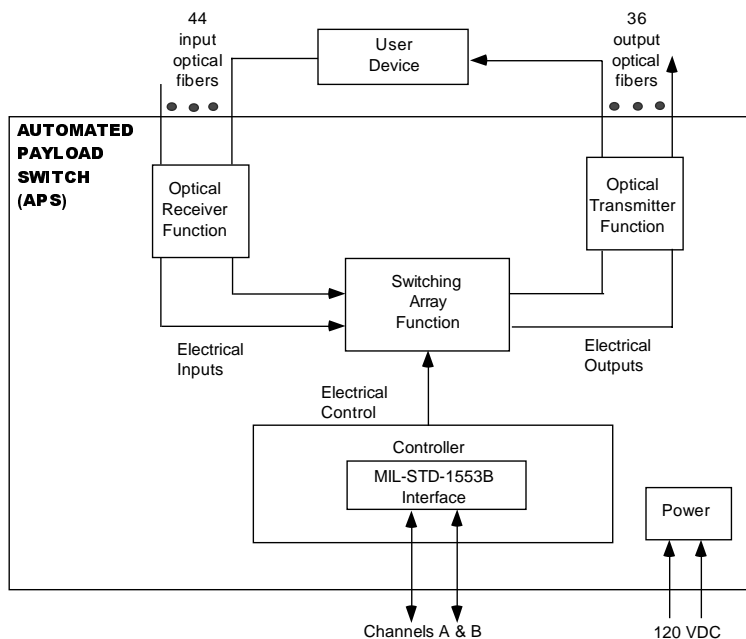 44
input
optical
fibers
User
Device
36
output
optical
fibers
AUTOMATED
PAYLOAD
SWITCH
(APS)
Optical
Receiver
Function
Optical
Transmitter
Function
Switching
Array
Function
Electrical
Inputs
Electrical
Outputs
Electrical
Control
Controller
MIL-STD-1553B
Interface
Power
Channels A & B
120 VDC